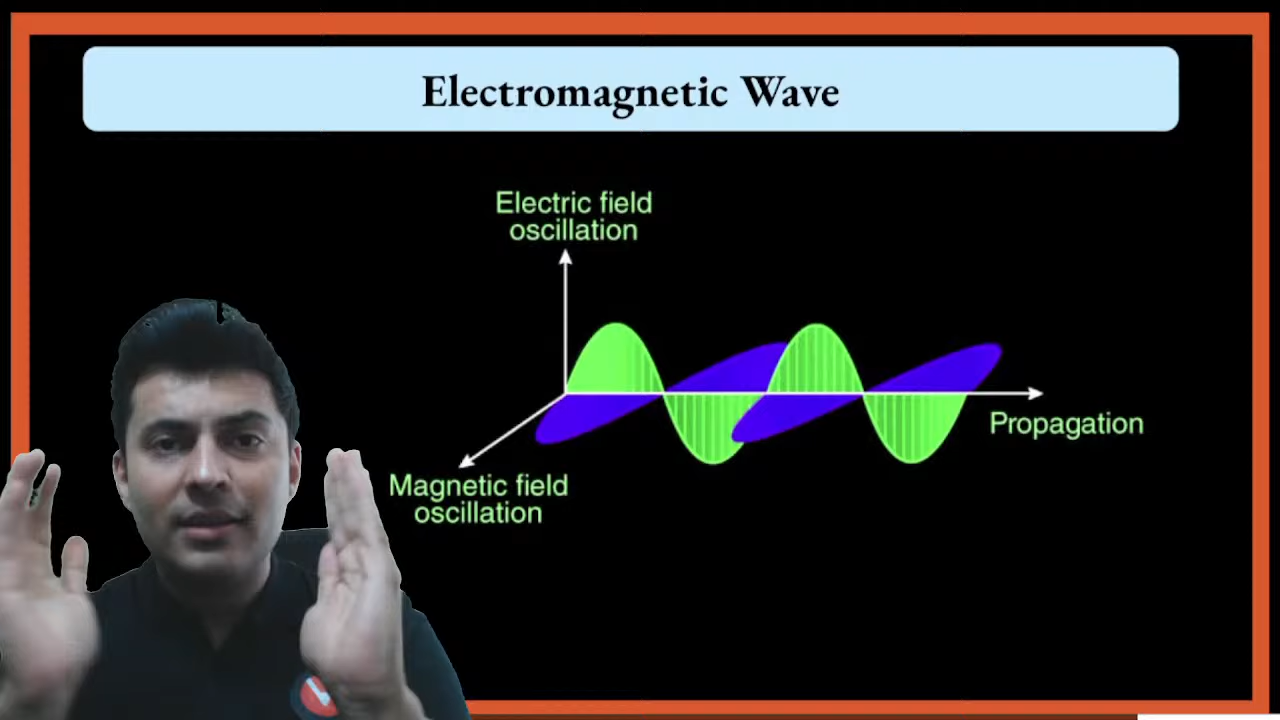 Electromagnetic Wave
Electric field
oscillation
Propagation
Magnetic field
oscillation